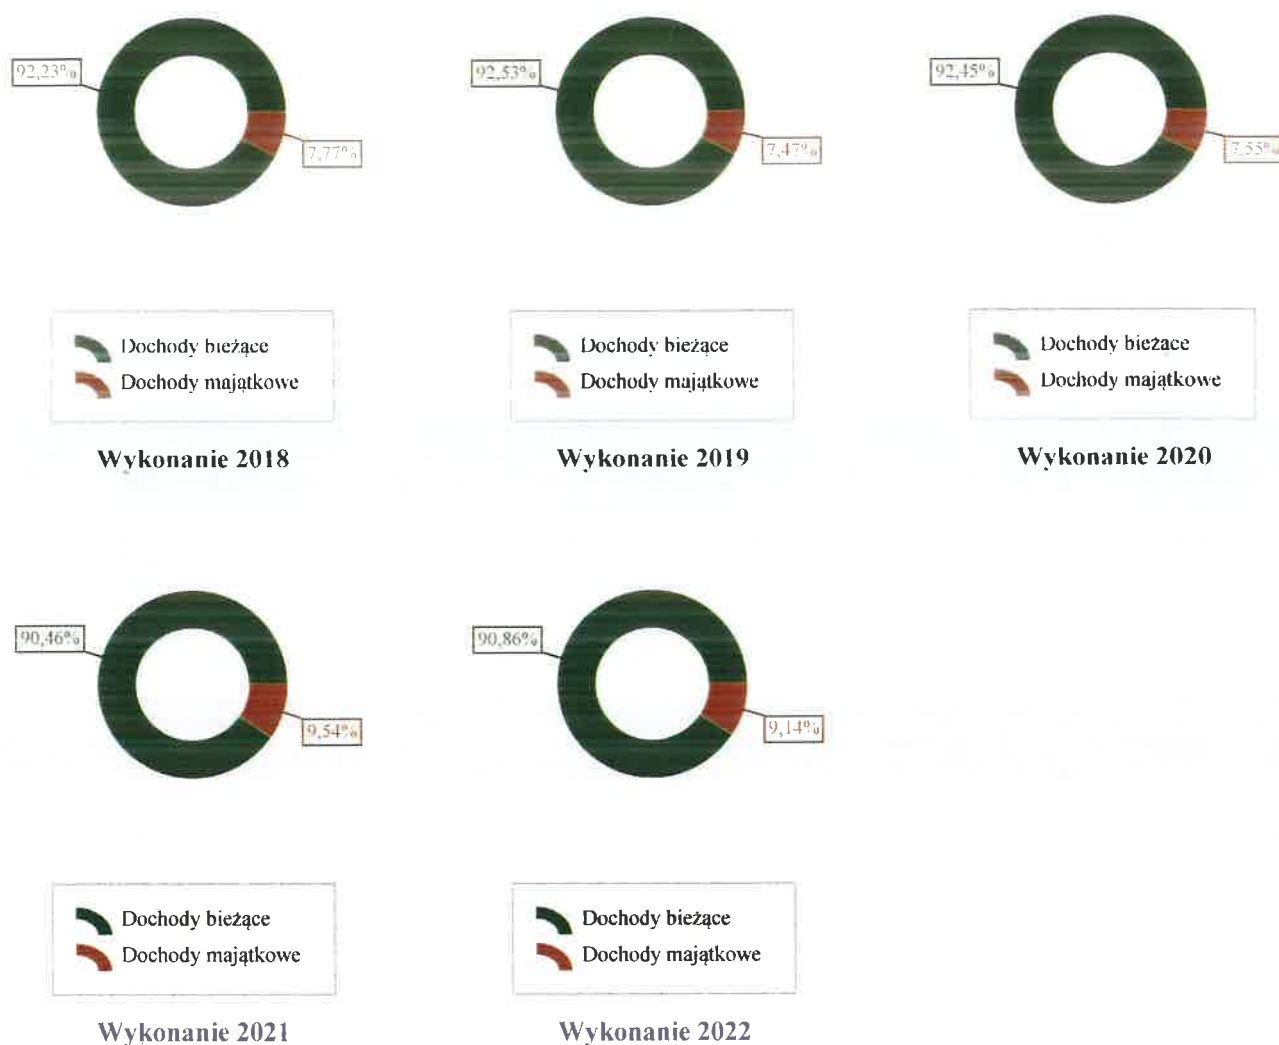 92,23%
7,77%
92,53%
7,47%
92,45%
7,55%
Dochody bieżące
Dochody majątkowe
Dochody bieżące
Dochody majątkowe
Dochody bieżące
Dochody majątkowe
Wykonanie 2018
Wykonanie 2019
Wykonanie 2020
90,46%
9,54%
90,86%
9,14%
Dochody bieżące
Dochody majątkowe
Dochody bieżące
Dochody majątkowe
Wykonanie 2021
Wykonanie 2022